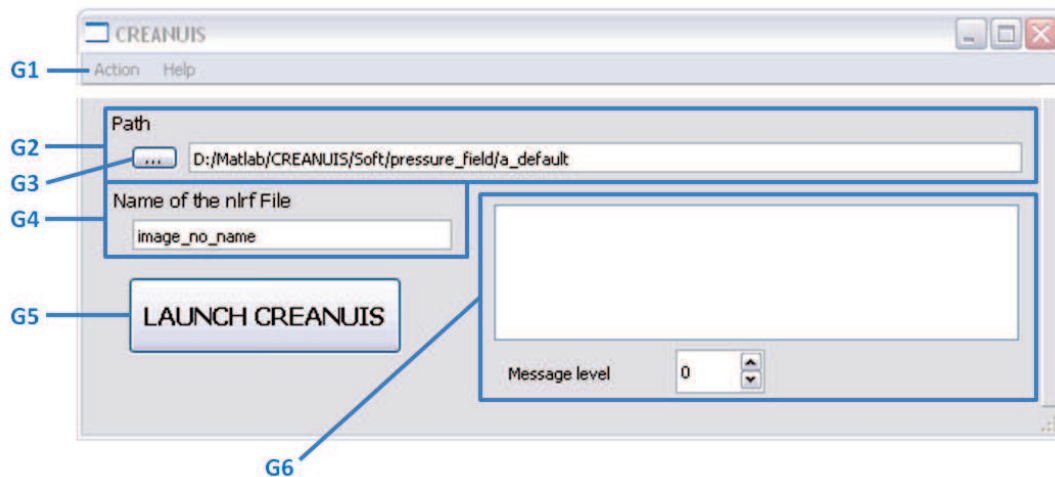 CREANUIS
G1 Action Help
Path
G2
... D:/Matlab/CREANUIS/Soft/pressure_field/a_default
G3
Name of the nlrf File
G4
image_no_name
G5 LAUNCH CREANUIS
Message level 0
G6